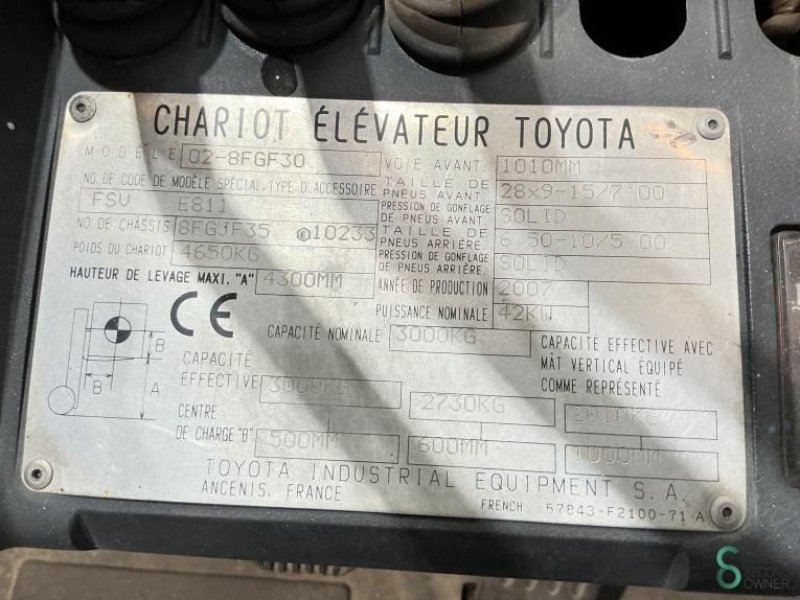 CHARIOT ÉLÉVATEUR TOYOTA
MODÈLE 02-8FGF30 VOIE AVANT. 1010MM
NO. DE CODE DE MODÈLE SPÉCIAL. TYPE D'ACCESSOIRE. TAILLE DE PNEUS AVANT. 28x9-15/7.00
FSV E811 PRESSION DE GONFLAGE DE PNEUS AVANT. SOLID
NO. DE CHÂSSIS 8FGJF35 ©10233 TAILLE DE PNEUS ARRIÈRE. 6.50-10/5.00
POIDS DU CHARIOT 4650KG PRESSION DE GONFLAGE DE PNEUS ARRIÈRE. SOLID
HAUTEUR DE LEVAGE MAXI. "A" 4300MM ANNÉE DE PRODUCTION 2007
CE PUISSANCE NOMINALE 42KW
CAPACITÉ NOMINALE 3000KG
CAPACITÉ EFFECTIVE AVEC
MÂT VERTICAL ÉQUIPÉ
COMME REPRÉSENTÉ
B
B A
CAPACITÉ
EFFECTIVE 3000KG 2730KG
CENTRE
DE CHARGE "B" 500MM 600MM 1000MM
TOYOTA INDUSTRIAL EQUIPMENT S.A.
ANCENIS, FRANCE
FRENCH 57843-F2100-71 A
STOCK
OWNER